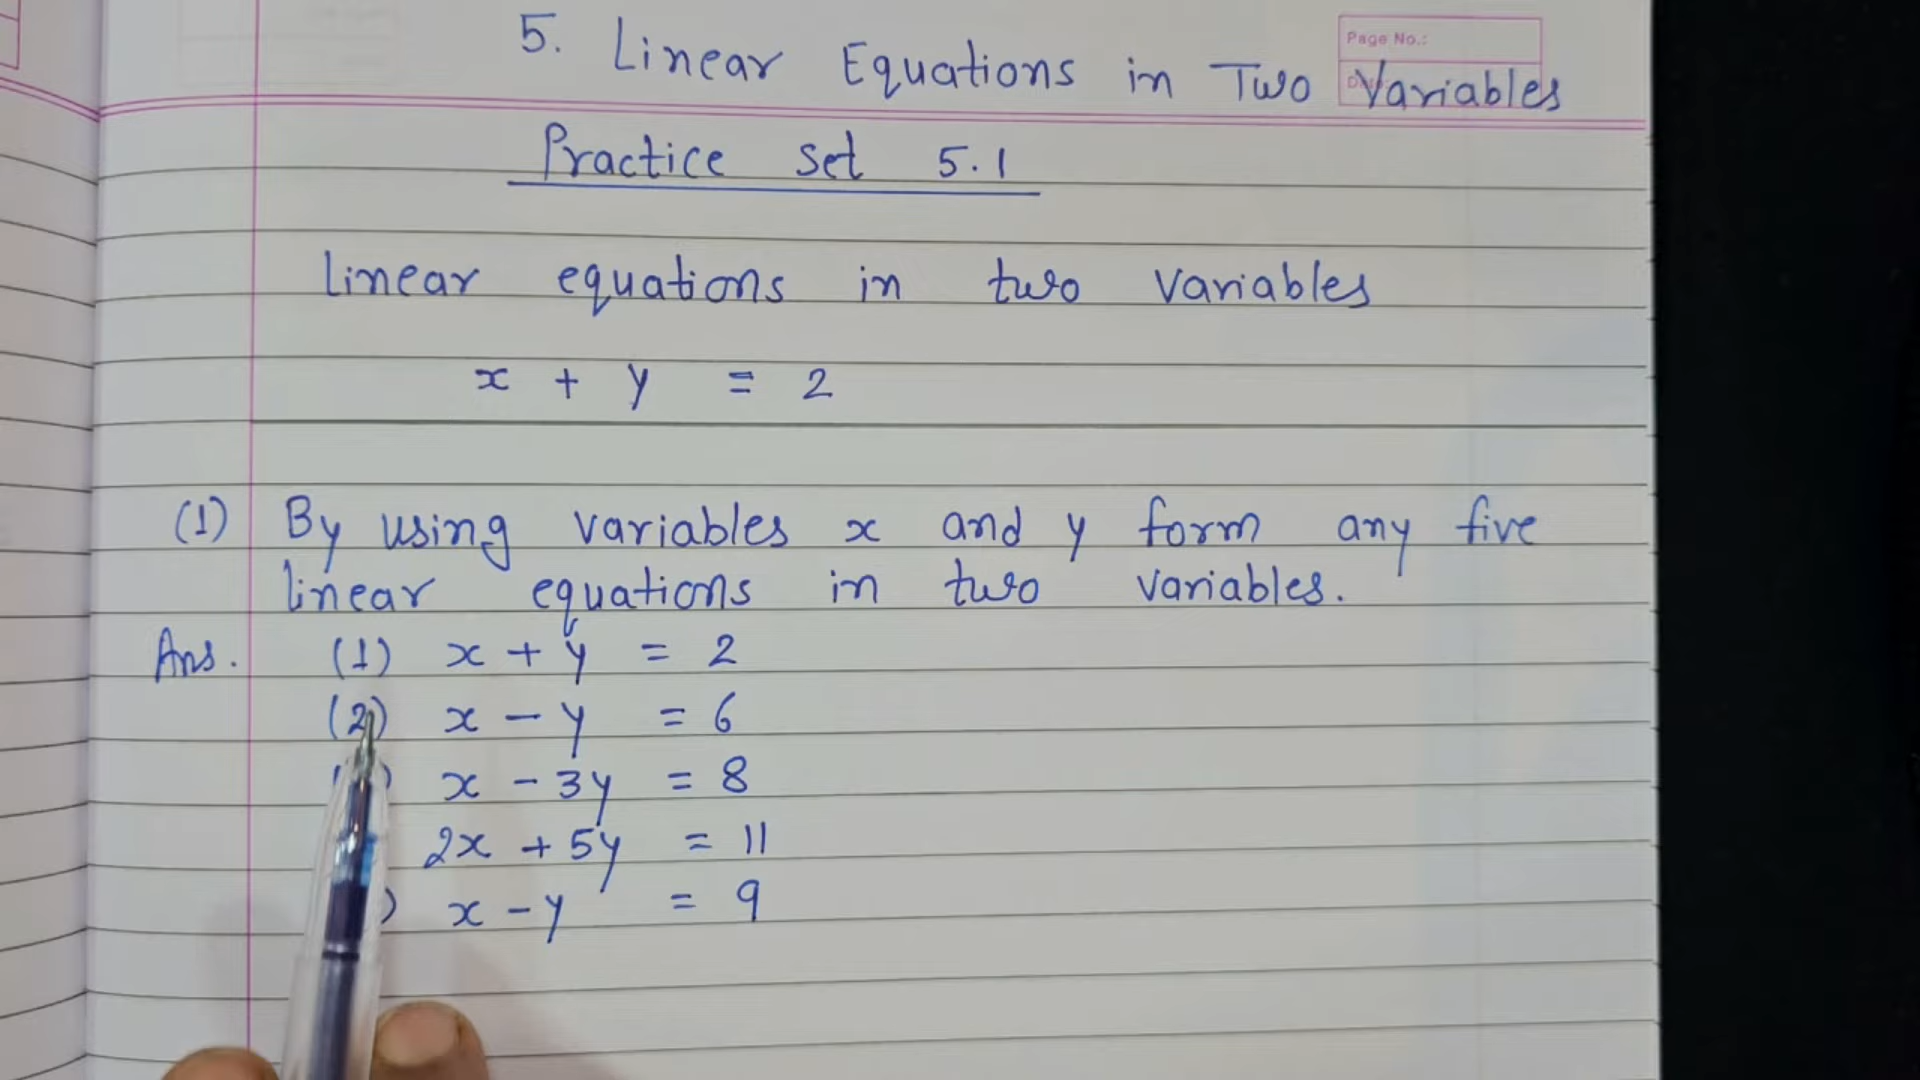 5. Linear Equations in Two Variables
Page No.:
Practice set 5.1
linear equations in two variables
x + y = 2
(1) By using variables x and y form any five
linear equations in two variables.
Ans. (1) x + y = 2
(2) x - y = 6
) x - 3y = 8
2x + 5y = 11
) x - y = 9